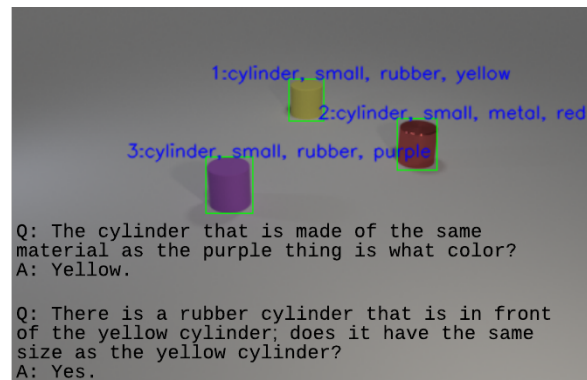 1:cylinder, small, rubber, yellow
2:cylinder, small, metal, red
3:cylinder, small, rubber, purple
Q: The cylinder that is made of the same
material as the purple thing is what color?
A: Yellow.
Q: There is a rubber cylinder that is in front
of the yellow cylinder; does it have the same
size as the yellow cylinder?
A: Yes.